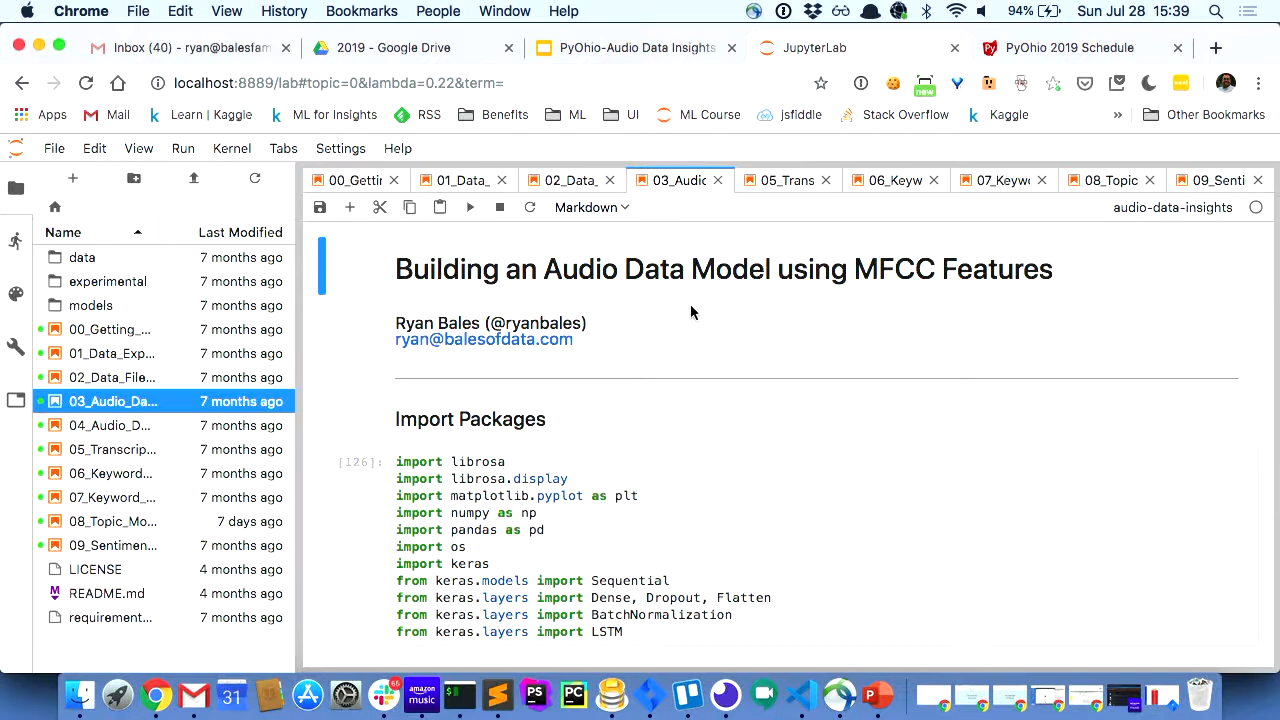 Chrome File Edit View History Bookmarks People Window Help 94% Sun Jul 28 15:39
Inbox (40) - ryan@balesfam 2019 - Google Drive PyOhio-Audio Data Insights JupyterLab PyOhio 2019 Schedule
localhost:8889/lab#topic=0&lambda=0.22&term= new
Apps Mail Learn | Kaggle ML for Insights RSS Benefits ML UI ML Course jsfiddle Stack Overflow Kaggle » Other Bookmarks
File Edit View Run Kernel Tabs Settings Help
00_Gettin 01_Data_ 02_Data_ 03_Audio 05_Trans 06_Keyw 07_Keyw 08_Topic 09_Senti
Markdown audio-data-insights
Name Last Modified
data 7 months ago
experimental 7 months ago
models 7 months ago
00_Getting_... 7 months ago
01_Data_Exp... 7 months ago
02_Data_File... 7 months ago
03_Audio_Da... 7 months ago
04_Audio_D... 7 months ago
05_Transcrip... 7 months ago
06_Keyword... 7 months ago
07_Keyword_... 7 months ago
08_Topic_Mo... 7 days ago
09_Sentimen... 7 months ago
LICENSE 4 months ago
README.md 4 months ago
requirement... 7 months ago
Building an Audio Data Model using MFCC Features
Ryan Bales (@ryanbales)
ryan@balesofdata.com
Import Packages
[126]: import librosa
import librosa.display
import matplotlib.pyplot as plt
import numpy as np
import pandas as pd
import os
import keras
from keras.models import Sequential
from keras.layers import Dense, Dropout, Flatten
from keras.layers import BatchNormalization
from keras.layers import LSTM
31 65 amazon music PS PC